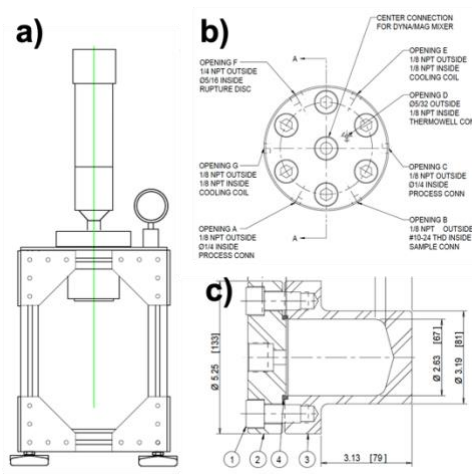 a)
b)
CENTER CONNECTION
FOR DYNA/MAG MIXER
A
OPENING F
1/4 NPT OUTSIDE
Ø5/16 INSIDE
RUPTURE DISC
OPENING E
1/8 NPT OUTSIDE
1/8 NPT INSIDE
COOLING COIL
OPENING D
Ø5/32 OUTSIDE
1/8 NPT INSIDE
THERMOWELL CON
OPENING G
1/8 NPT OUTSIDE
1/8 NPT INSIDE
COOLING COIL
OPENING C
1/8 NPT OUTSIDE
Ø1/4 INSIDE
PROCESS CONN
OPENING A
1/8 NPT OUTSIDE
Ø1/4 INSIDE
PROCESS CONN
OPENING B
1/8 NPT OUTSIDE
#10-24 THD INSIDE
SAMPLE CONN
A
c)
Ø 5.25 [133]
Ø 2.63 [67]
Ø 3.19 [81]
3.13 [79]
1 2 4 3